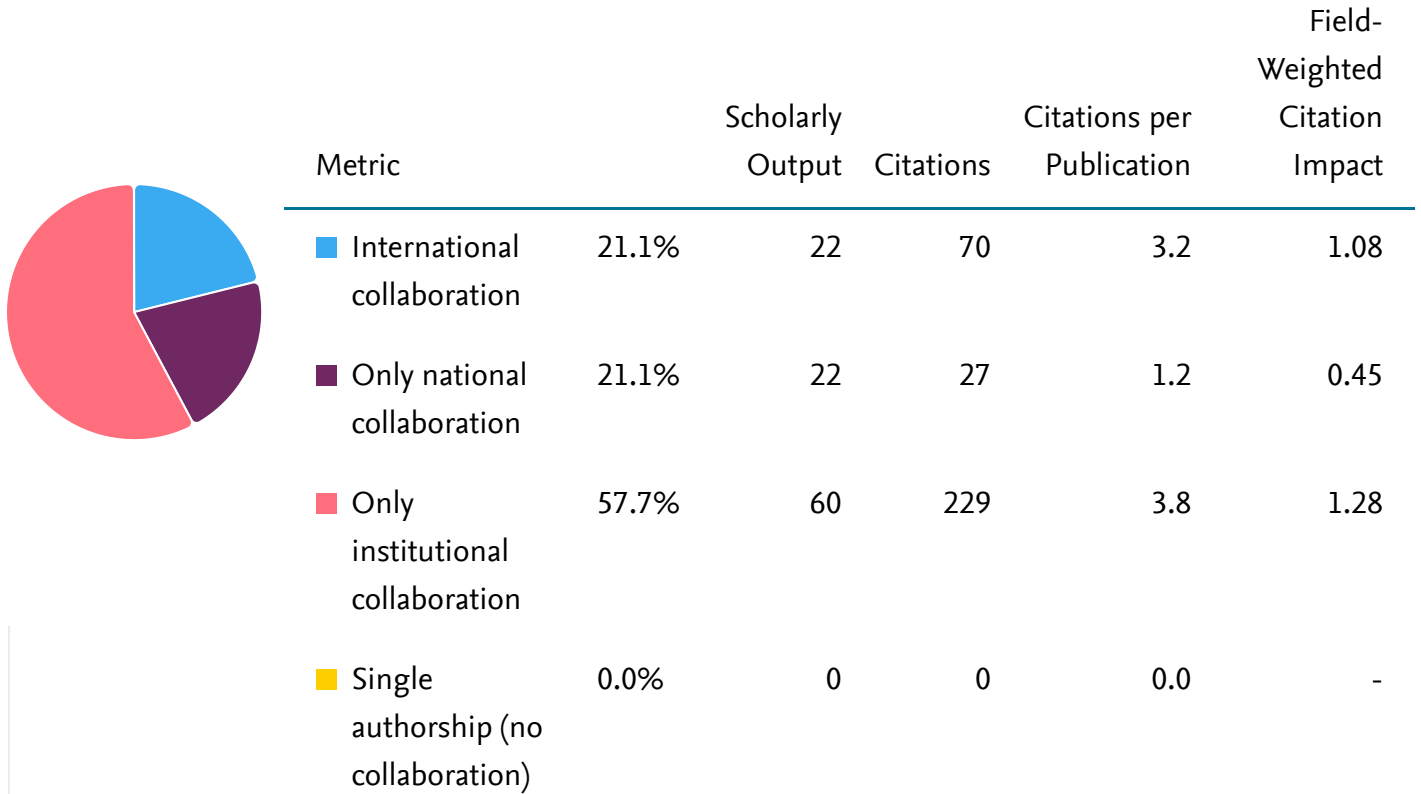 Field-
Weighted
Scholarly Citations per Citation
Metric Output Citations Publication Impact
International 21.1% 22 70 3.2 1.08
collaboration
Only national 21.1% 22 27 1.2 0.45
collaboration
Only 57.7% 60 229 3.8 1.28
institutional
collaboration
Single 0.0% 0 0 0.0 -
authorship (no
collaboration)